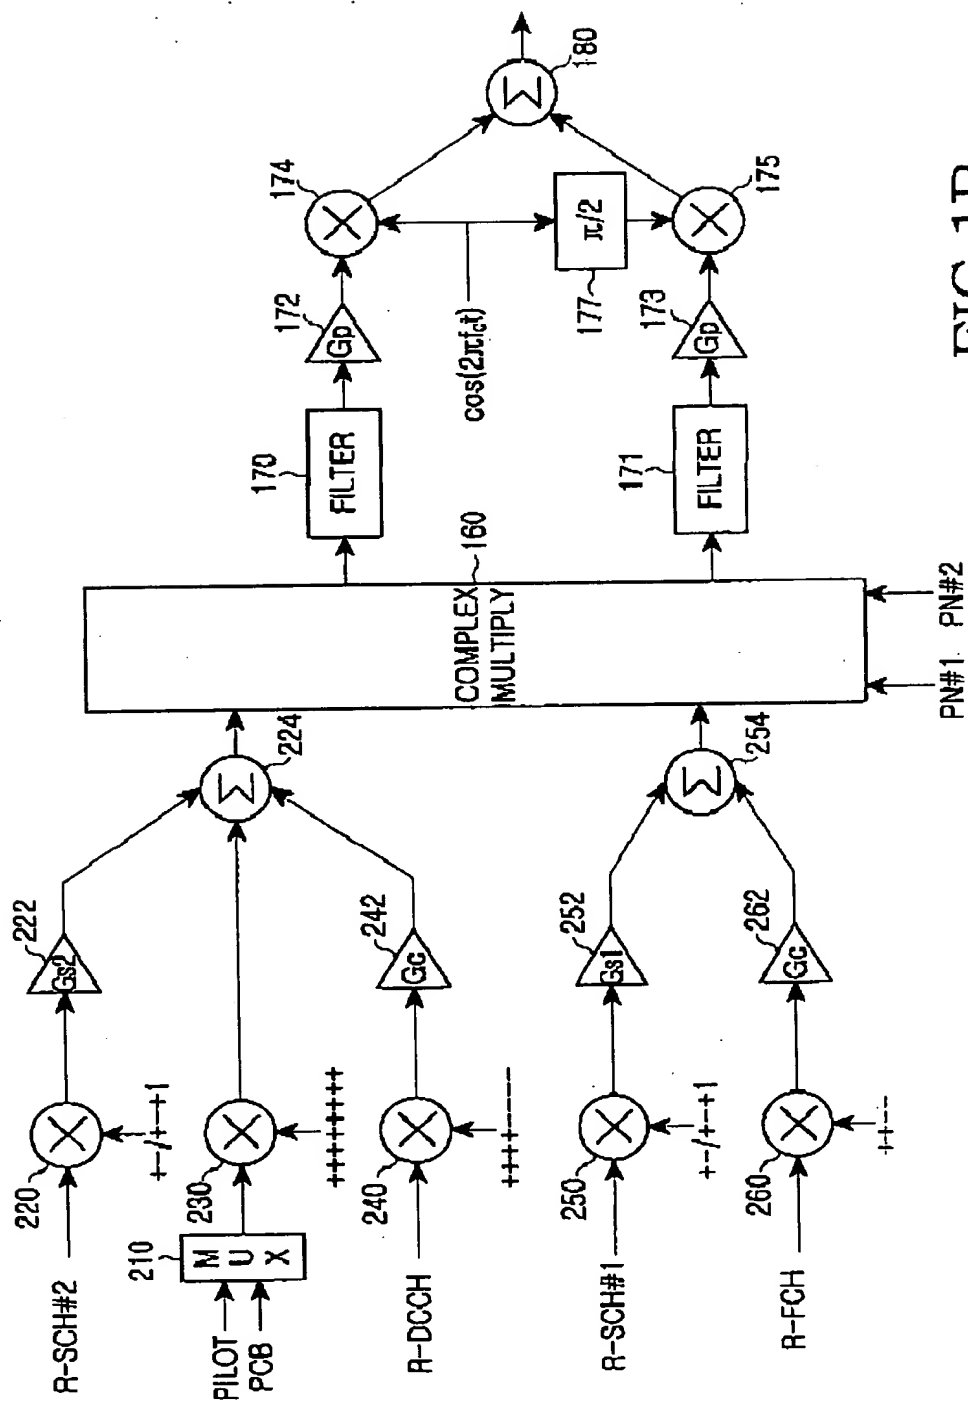 R-SCH#2
220
+-/+--+1
222
Gs2
PILOT
PCB
210
M
U
X
230
++++++++
R-DCCH
240
++++----
242
Gc
Σ
224
R-SCH#1
250
+-/+--+1
252
Gs1
R-FCH
260
++--
262
Gc
Σ
254
COMPLEX
MULTIPLY
160
PN#1
PN#2
170
FILTER
172
Gp
174
cos(2πfct)
π/2
177
171
FILTER
173
Gp
175
Σ
180
FIG. 1B